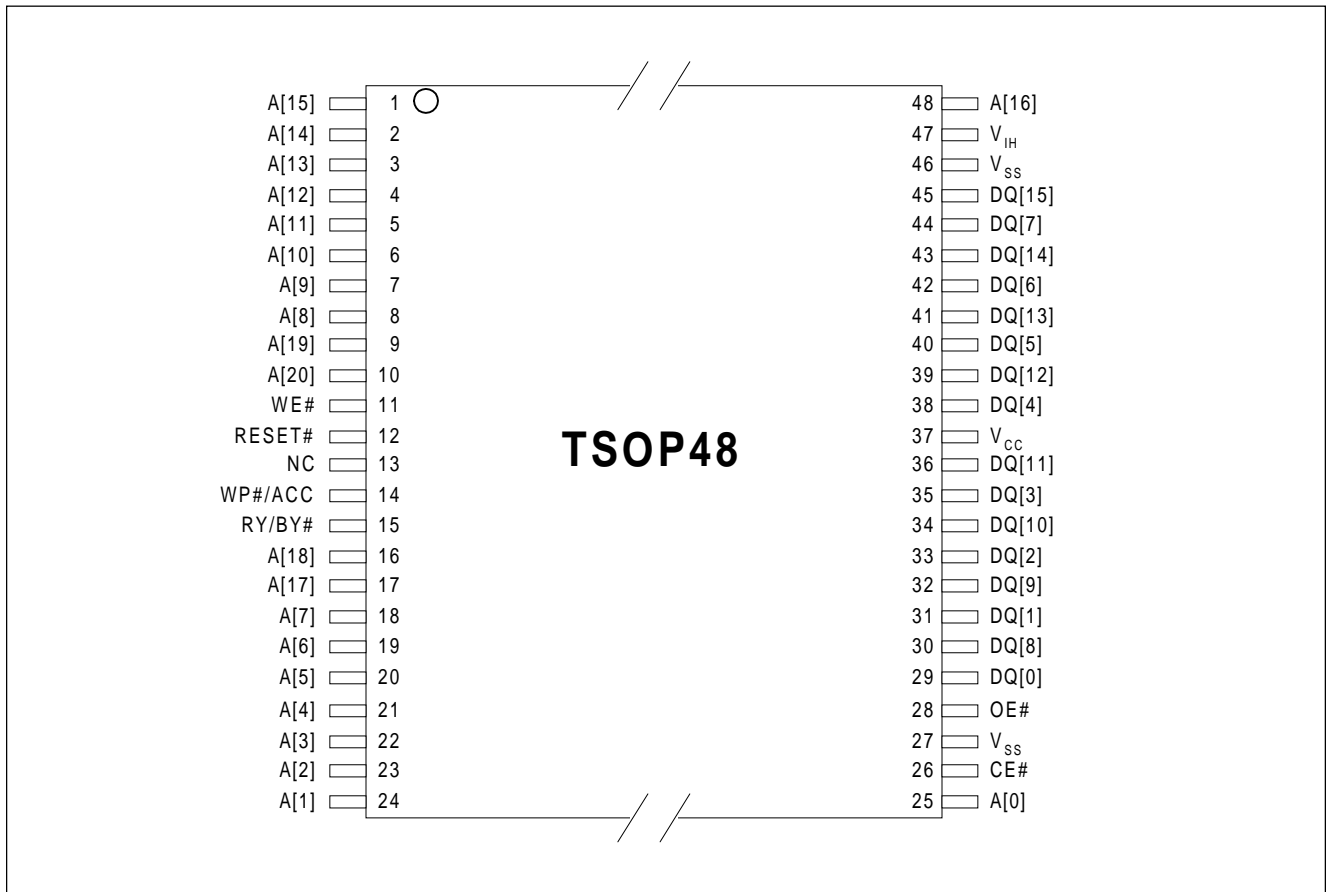 A[15] 1 48 A[16]
A[14] 2 47 VIH
A[13] 3 46 VSS
A[12] 4 45 DQ[15]
A[11] 5 44 DQ[7]
A[10] 6 43 DQ[14]
A[9] 7 42 DQ[6]
A[8] 8 41 DQ[13]
A[19] 9 40 DQ[5]
A[20] 10 39 DQ[12]
WE# 11 38 DQ[4]
RESET# 12 37 VCC
TSOP48
NC 13 36 DQ[11]
WP#/ACC 14 35 DQ[3]
RY/BY# 15 34 DQ[10]
A[18] 16 33 DQ[2]
A[17] 17 32 DQ[9]
A[7] 18 31 DQ[1]
A[6] 19 30 DQ[8]
A[5] 20 29 DQ[0]
A[4] 21 28 OE#
A[3] 22 27 VSS
A[2] 23 26 CE#
A[1] 24 25 A[0]